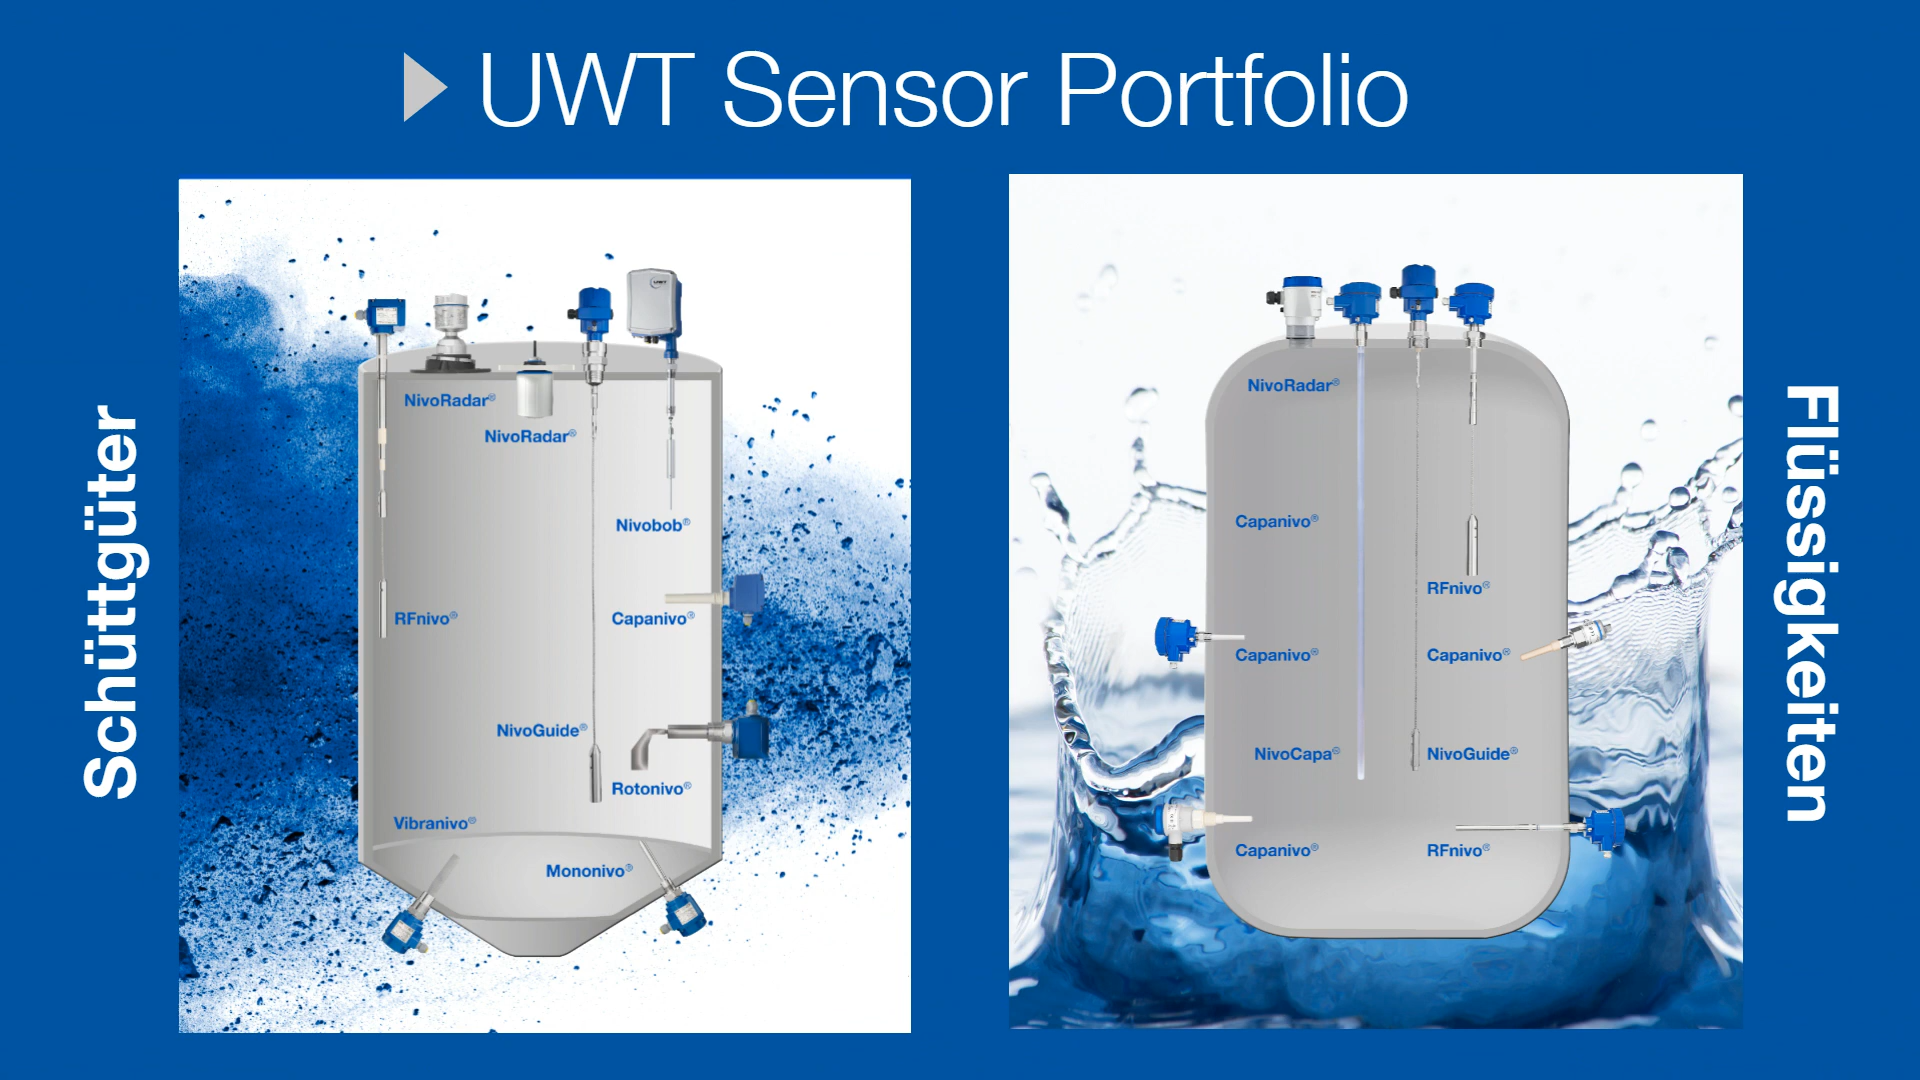 UWT Sensor Portfolio
Schüttgüter
UWT
NivoRadar®
NivoRadar®
Nivobob®
RFnivo®
Capanivo®
NivoGuide®
Rotonivo®
Vibranivo®
Mononivo®
NivoRadar®
Capanivo®
RFnivo®
Capanivo®
Capanivo®
NivoCapa®
NivoGuide®
Capanivo®
RFnivo®
Flüssigkeiten